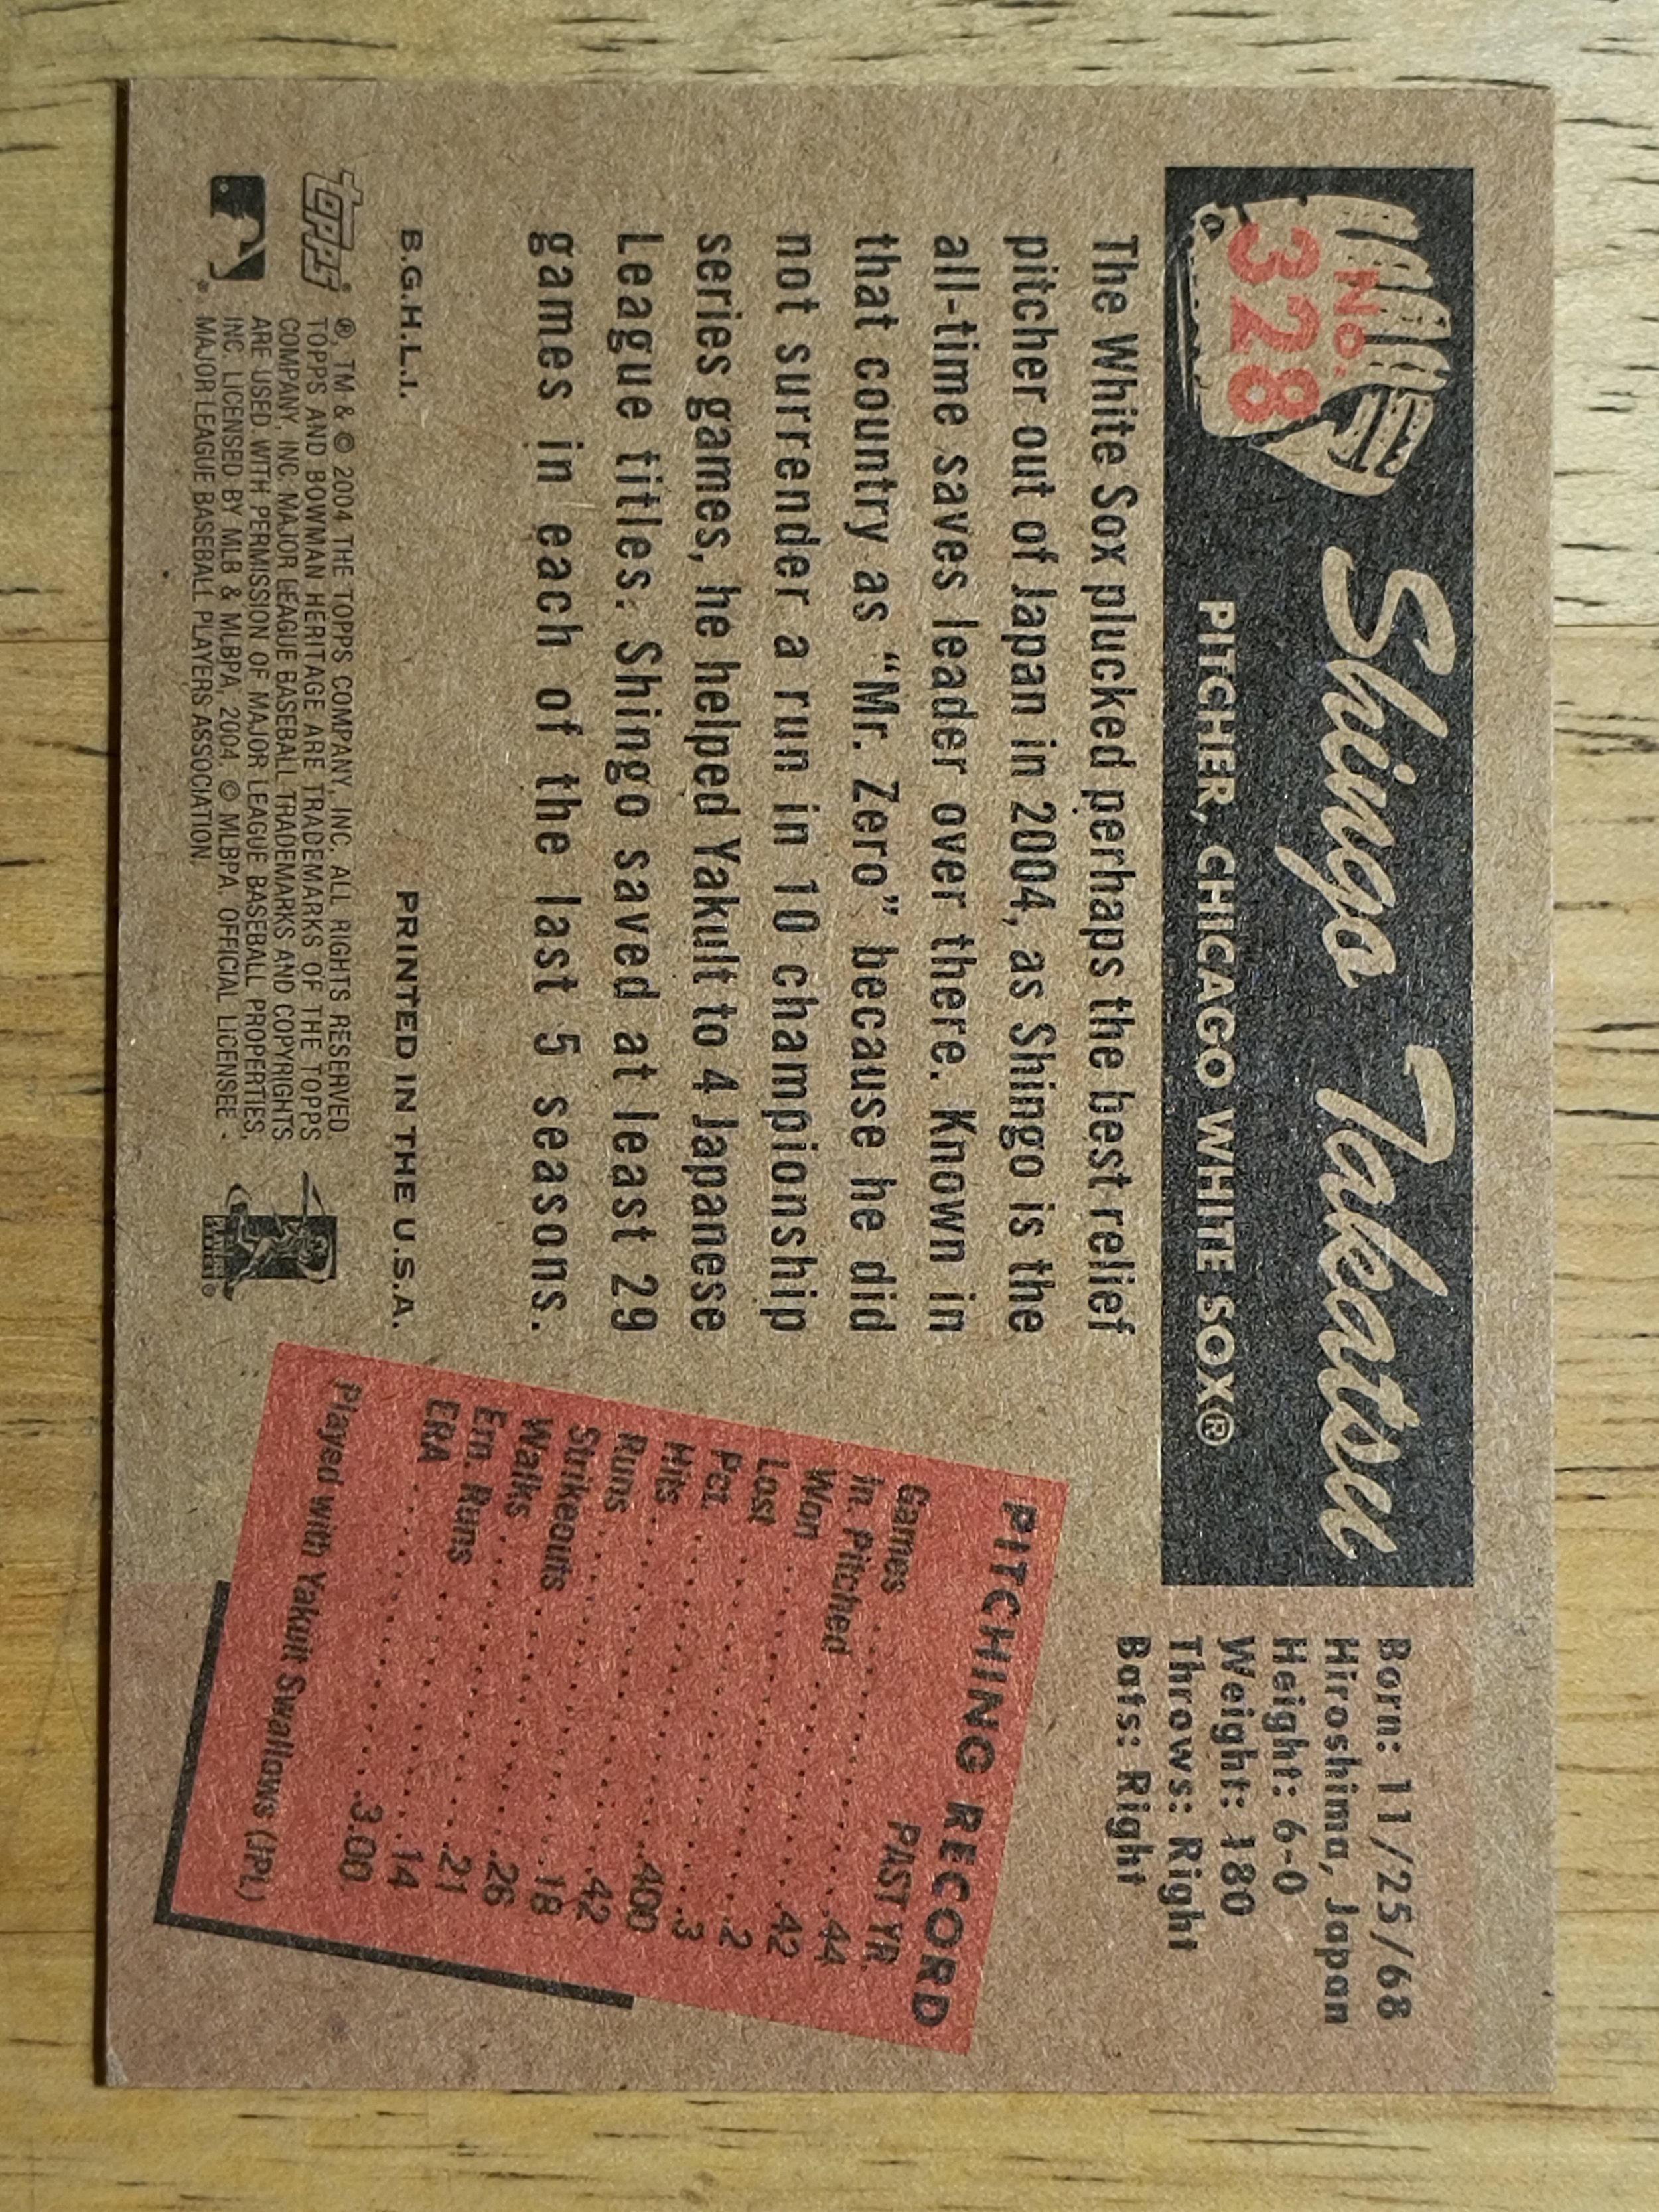 No.
328
Shingo Takatsu
PITCHER, CHICAGO WHITE SOX®
Born: 11/25/68
Hiroshima, Japan
Height: 6-0
Weight: 180
Throws: Right
Bats: Right
The White Sox plucked perhaps the best relief
pitcher out of Japan in 2004, as Shingo is the
all-time saves leader over there. Known in
that country as “Mr. Zero” because he did
not surrender a run in 10 championship
series games, he helped Yakult to 4 Japanese
League titles. Shingo saved at least 29
games in each of the last 5 seasons.
PITCHING RECORD
PAST YR.
Games ..........44
In. Pitched ..........42
Won ..........2
Lost ..........3
Pct. ...........400
Hits ..........42
Runs ..........18
Strikeouts ..........26
Walks ..........21
Ern. Runs ..........14
ERA ..........3.00
Played with Yakult Swallows (JPL)
B.G.H.L.I. PRINTED IN THE U.S.A.
topps®
®, TM & © 2004 THE TOPPS COMPANY, INC. ALL RIGHTS RESERVED.
TOPPS AND BOWMAN HERITAGE ARE TRADEMARKS OF THE TOPPS
COMPANY, INC. MAJOR LEAGUE BASEBALL TRADEMARKS AND COPYRIGHTS
ARE USED WITH PERMISSION OF MAJOR LEAGUE BASEBALL PROPERTIES,
INC. LICENSED BY MLB & MLBPA, 2004. © MLBPA. OFFICIAL LICENSEE -
MAJOR LEAGUE BASEBALL PLAYERS ASSOCIATION.